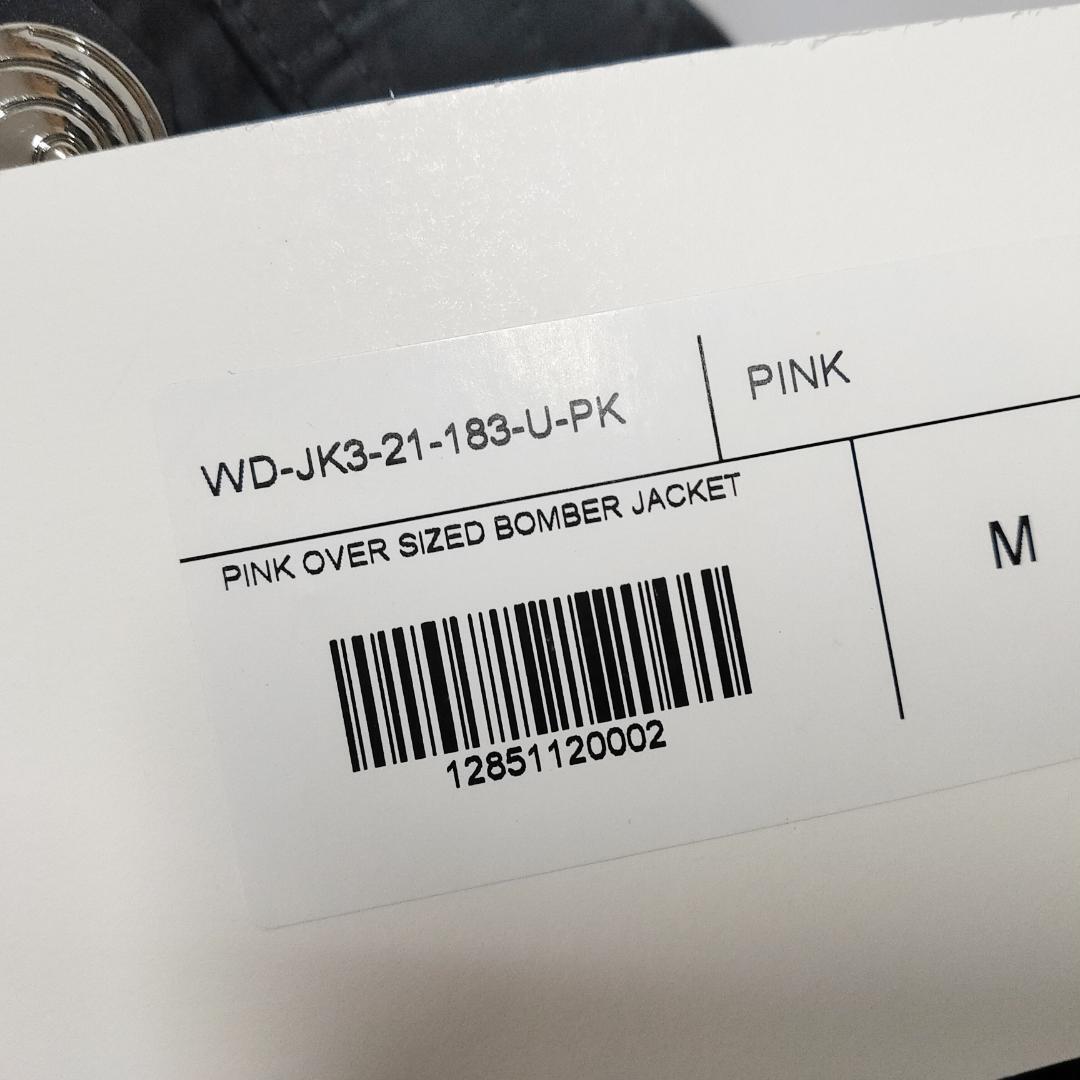 WD-JK3-21-183-U-PK
PINK
PINK OVER SIZED BOMBER JACKET
M
12851120002